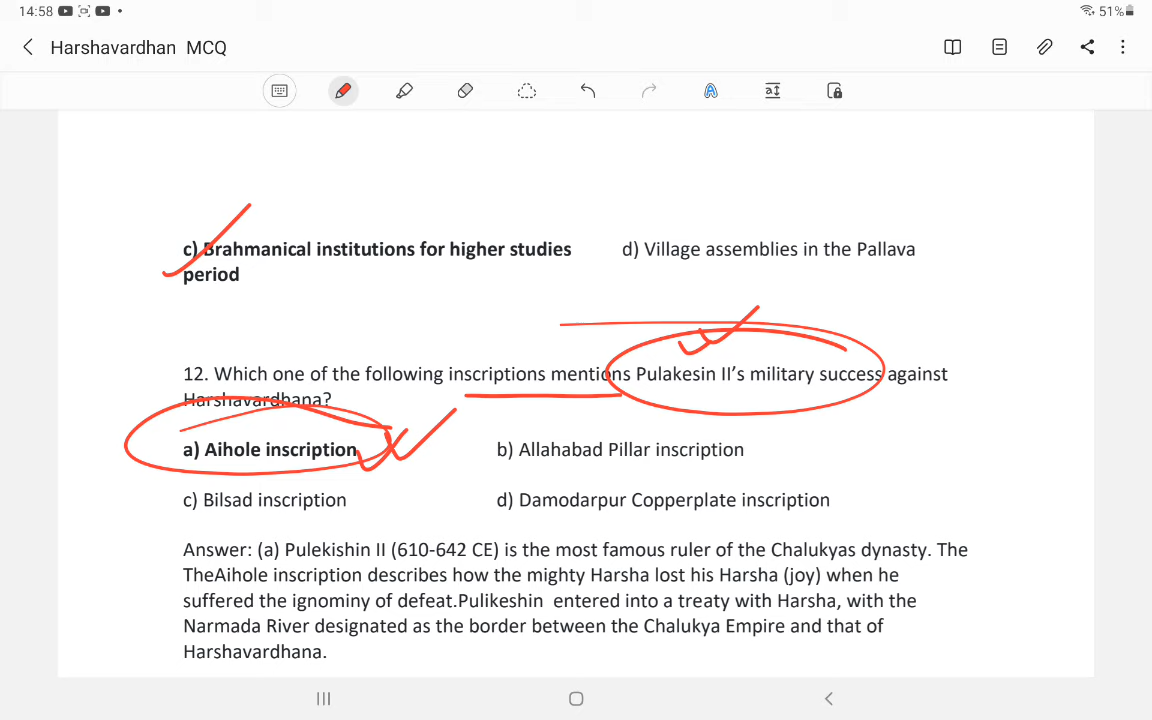 14:58 51%
Harshavardhan MCQ
c) Brahmanical institutions for higher studies d) Village assemblies in the Pallava
period
12. Which one of the following inscriptions mentions Pulakesin II's military success against
Harshavardhana?
a) Aihole inscription b) Allahabad Pillar inscription
c) Bilsad inscription d) Damodarpur Copperplate inscription
Answer: (a) Pulekishin II (610-642 CE) is the most famous ruler of the Chalukyas dynasty. The
TheAihole inscription describes how the mighty Harsha lost his Harsha (joy) when he
suffered the ignominy of defeat.Pulikeshin entered into a treaty with Harsha, with the
Narmada River designated as the border between the Chalukya Empire and that of
Harshavardhana.